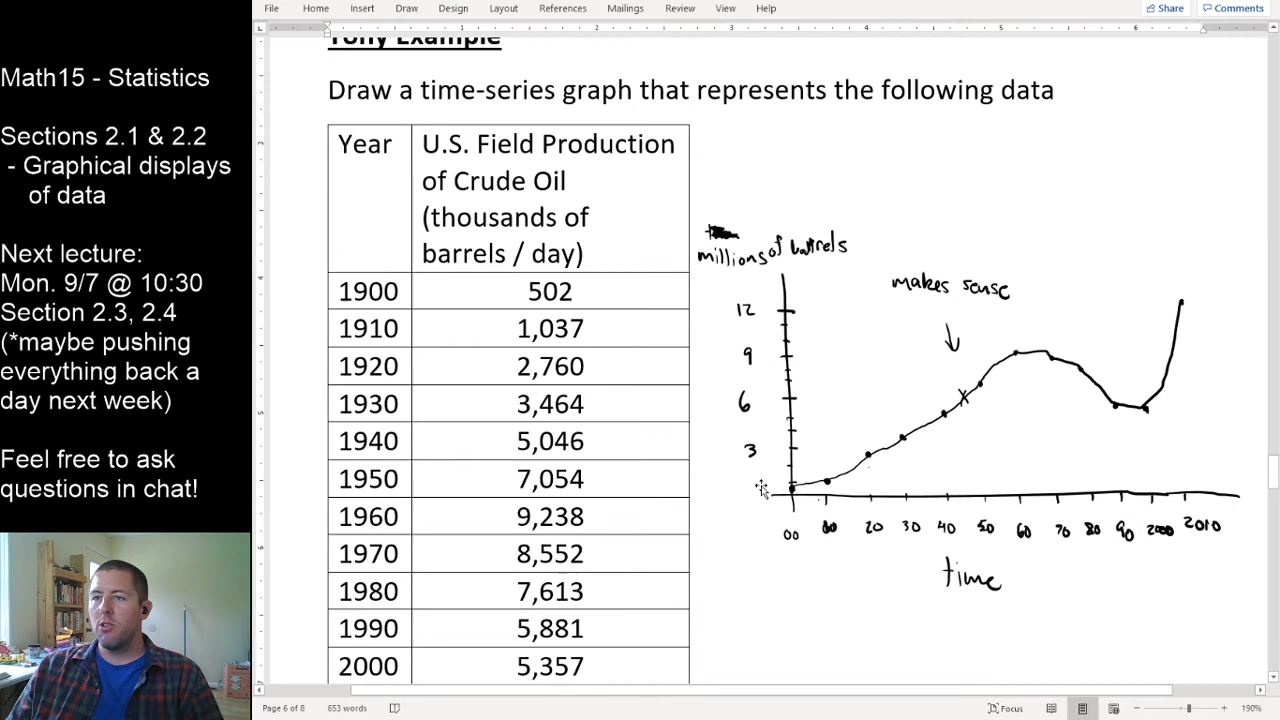 File Home Insert Draw Design Layout References Mailings Review View Help Share Comments
Math15 - Statistics
Sections 2.1 & 2.2
- Graphical displays
of data
Next lecture:
Mon. 9/7 @ 10:30
Section 2.3, 2.4
(*maybe pushing
everything back a
day next week)
Feel free to ask
questions in chat!
1 2 3 4 5 6
Tony Example
Draw a time-series graph that represents the following data
Year U.S. Field Production
of Crude Oil
(thousands of
barrels / day)
1900 502
1910 1,037
1920 2,760
1930 3,464
1940 5,046
1950 7,054
1960 9,238
1970 8,552
1980 7,613
1990 5,881
2000 5,357
millions of barrels
makes sense
12
9
6
3
00 10 20 30 40 50 60 70 80 90 2000 2010
time
Page 6 of 8 653 words Focus 190%